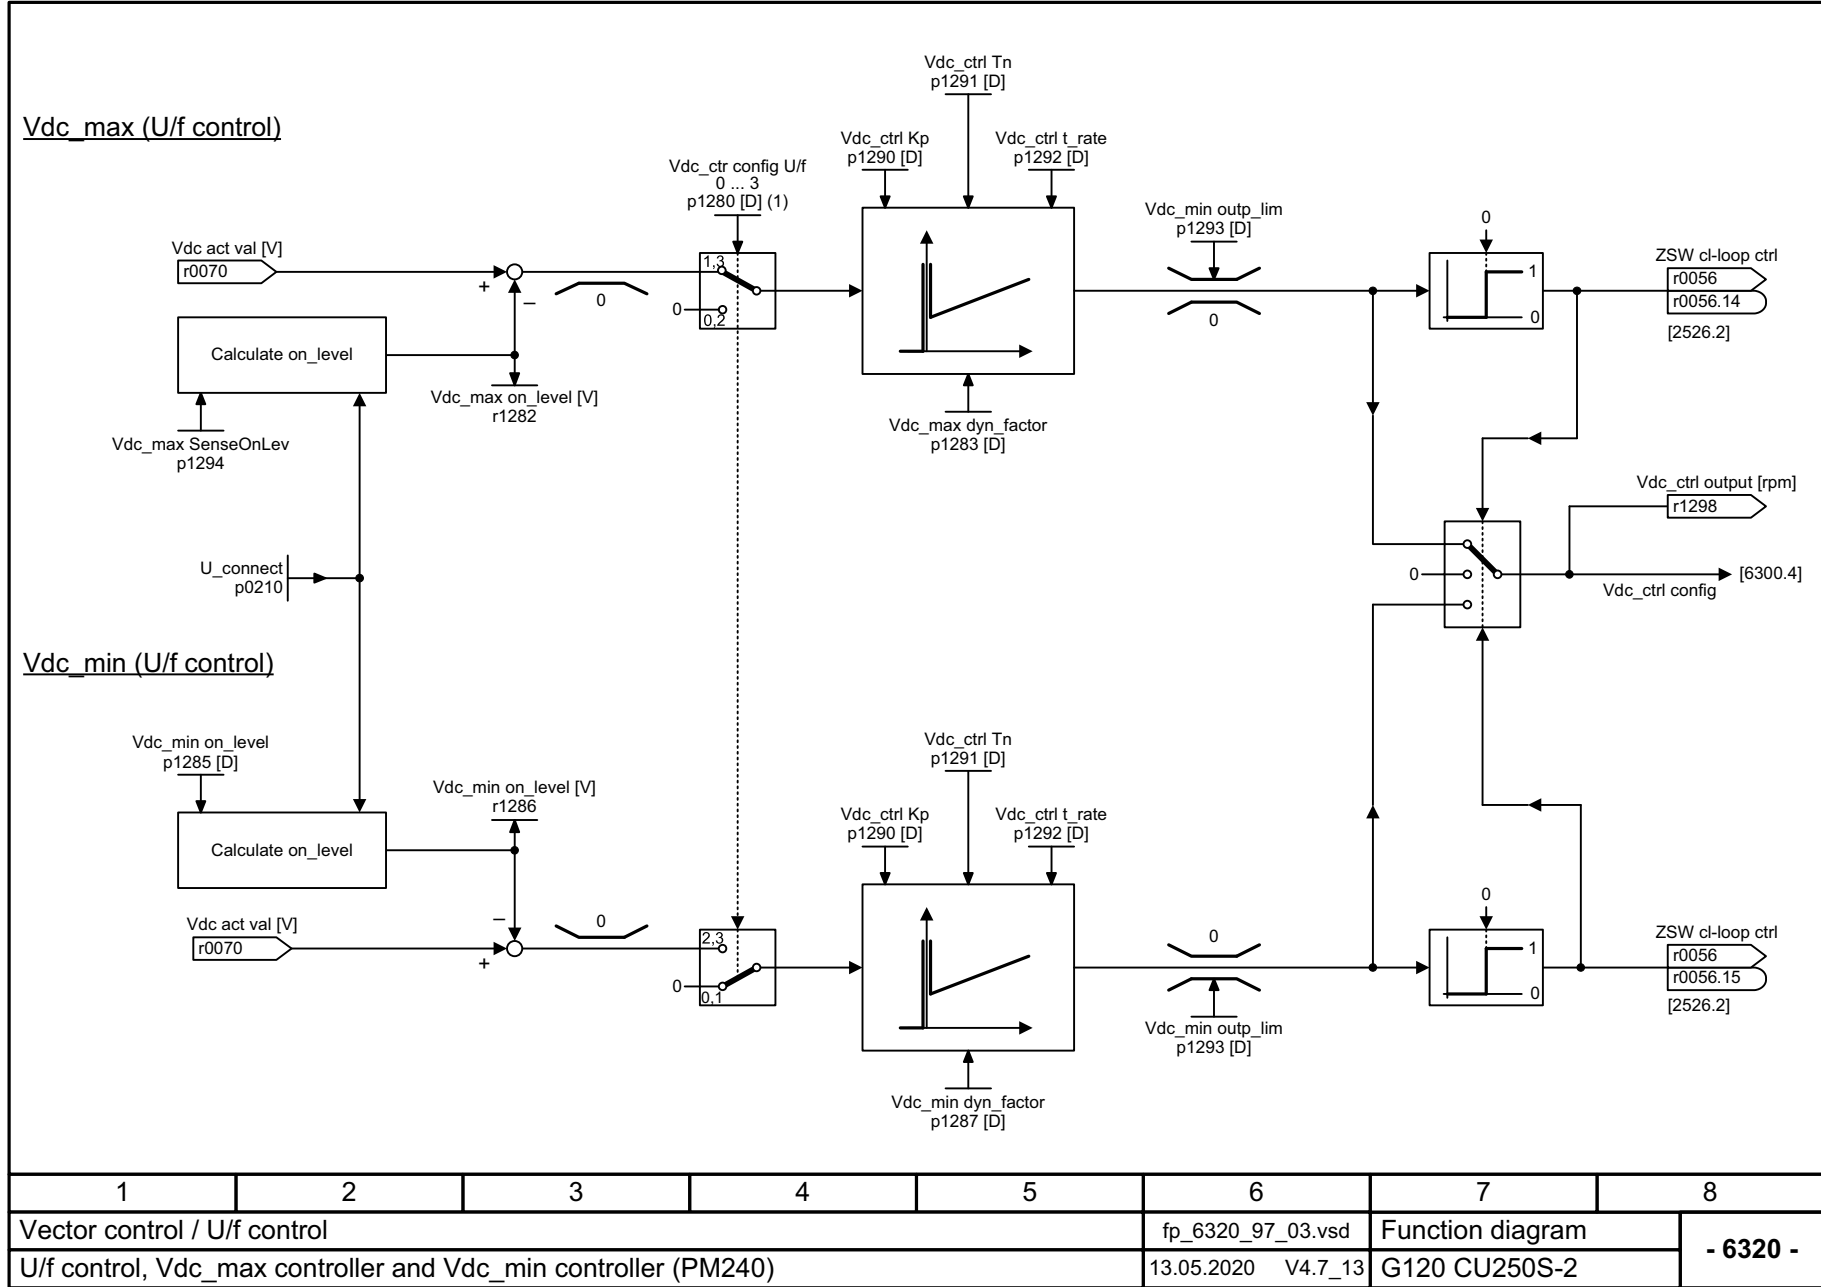 Vdc_max (U/f control)
Vdc_ctrl Tn
p1291 [D]
Vdc_ctrl Kp
p1290 [D]
Vdc_ctrl t_rate
p1292 [D]
Vdc_ctr config U/f
0 ... 3
p1280 [D] (1)
Vdc_min outp_lim
p1293 [D]
0
Vdc act val [V]
r0070
+
–
0
1,3
0
0,2
0
1
0
ZSW cl-loop ctrl
r0056
r0056.14
[2526.2]
Calculate on_level
Vdc_max on_level [V]
r1282
Vdc_max SenseOnLev
p1294
Vdc_max dyn_factor
p1283 [D]
Vdc_ctrl output [rpm]
r1298
U_connect
p0210
0
[6300.4]
Vdc_ctrl config
Vdc_min (U/f control)
Vdc_min on_level
p1285 [D]
Vdc_min on_level [V]
r1286
Vdc_ctrl Tn
p1291 [D]
Vdc_ctrl Kp
p1290 [D]
Vdc_ctrl t_rate
p1292 [D]
Calculate on_level
0
Vdc act val [V]
r0070
+
–
0
2,3
0
0,1
0
1
0
ZSW cl-loop ctrl
r0056
r0056.15
[2526.2]
Vdc_min outp_lim
p1293 [D]
Vdc_min dyn_factor
p1287 [D]
1 2 3 4 5 6 7 8
Vector control / U/f control
fp_6320_97_03.vsd
Function diagram
- 6320 -
U/f control, Vdc_max controller and Vdc_min controller (PM240)
13.05.2020 V4.7_13
G120 CU250S-2